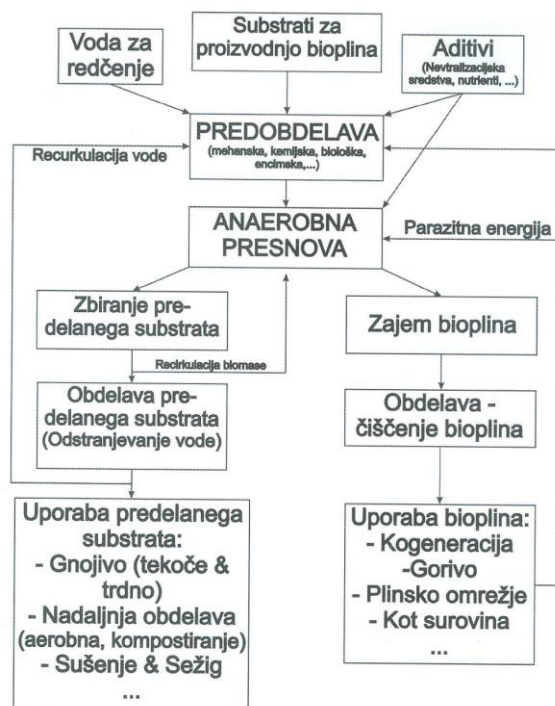 Voda za
redčenje
Substrati za
proizvodnjo bioplina
Aditivi
(Nevtralizacijska
sredstva, nutrienti, ...)
PREDOBDELAVA
(mehanska, kemijska, biološka,
encimska,...)
Recurkulacija vode
ANAEROBNA
PRESNOVA
Parazitna energija
Zbiranje pre-
delanega substrata
Zajem bioplina
Recirkulacija biomase
Obdelava pre-
delanega substrata
(Odstranjevanje vode)
Obdelava -
čiščenje bioplina
Uporaba predelanega
substrata:
- Gnojivo (tekoče &
trdno)
- Nadaljnja obdelava
(aerobna, kompostiranje)
- Sušenje & Sežig
...
Uporaba bioplina:
- Kogeneracija
-Gorivo
- Plinsko omrežje
- Kot surovina
...